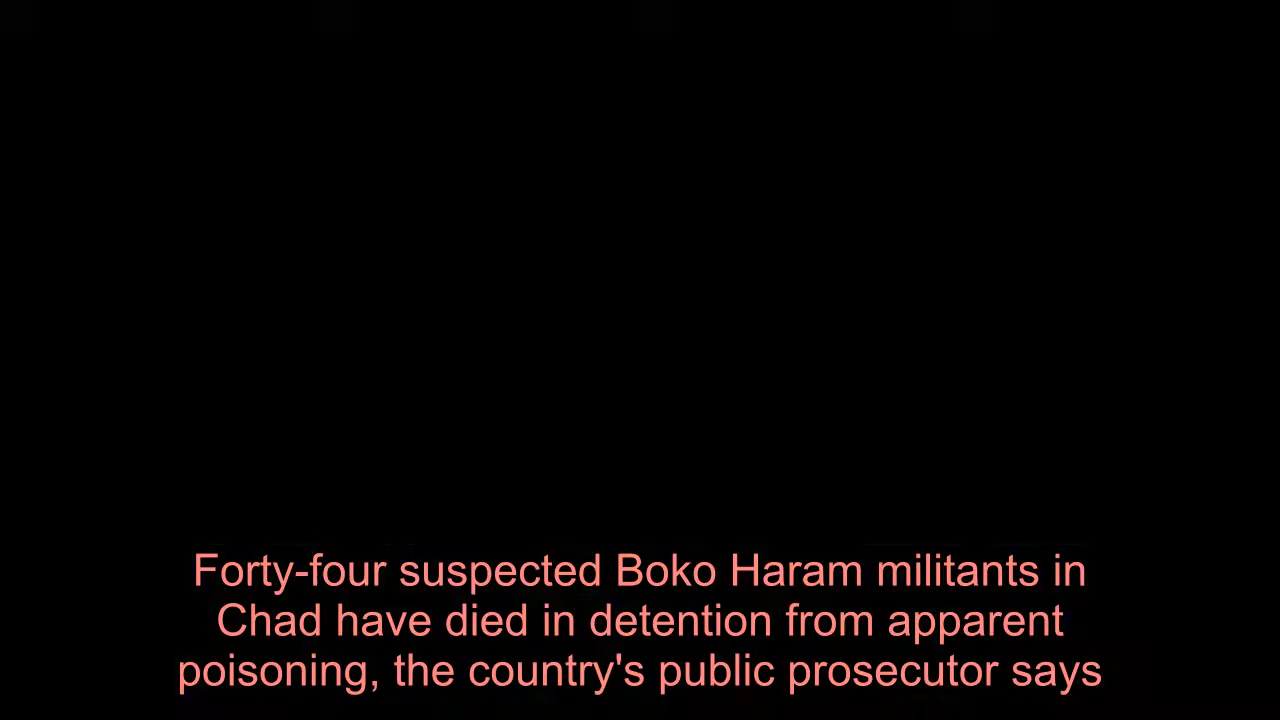 Forty-four suspected Boko Haram militants in
Chad have died in detention from apparent
poisoning, the country's public prosecutor says